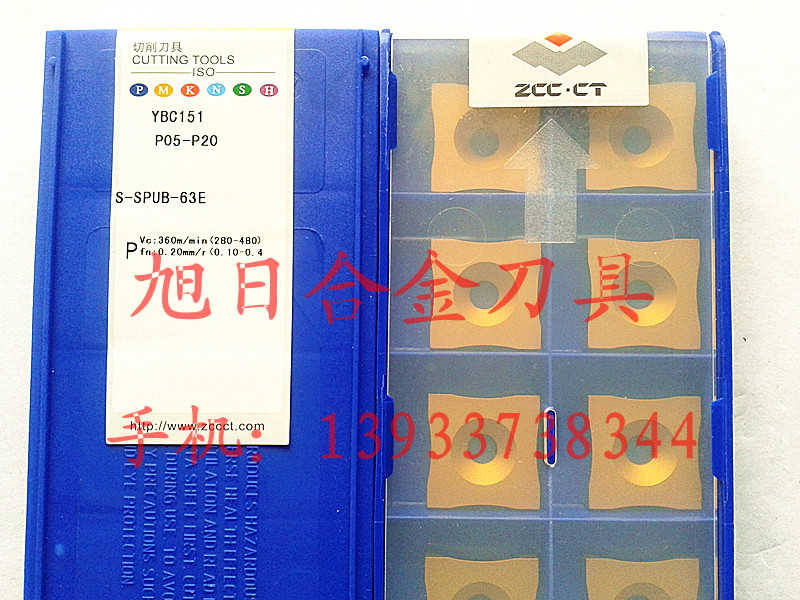 切削刀具
CUTTING TOOLS
ISO
P M K N S H
YBC151
P05-P20
S-SPUB-63E
P
Vc:360m/min(280-480)
fn:0.20mm/r(0.10-0.4
http://www.zccct.com
ZCC·CT
旭日合金刀具
手机：13933738344